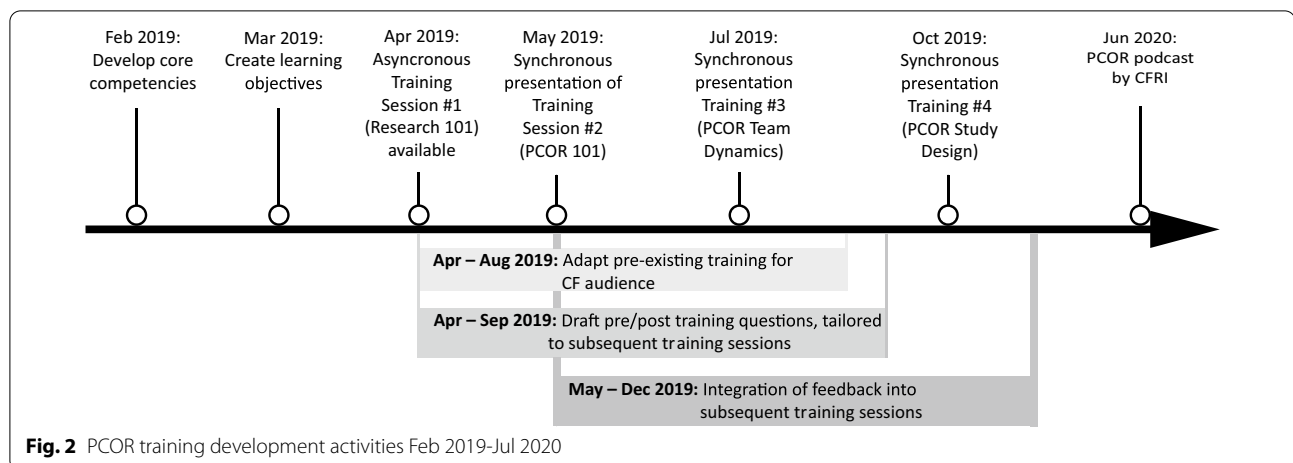 Feb 2019:
Develop core
competencies
Mar 2019:
Create learning
objectives
Apr 2019:
Asyncronous
Training
Session #1
(Research 101)
available
May 2019:
Synchronous
presentation of
Training
Session #2
(PCOR 101)
Jul 2019:
Synchronous
presentation
Training #3
(PCOR Team
Dynamics)
Oct 2019:
Synchronous
presentation
Training #4
(PCOR Study
Design)
Jun 2020:
PCOR podcast
by CFRI
Apr – Aug 2019: Adapt pre-existing training for
CF audience
Apr – Sep 2019: Draft pre/post training questions, tailored
to subsequent training sessions
May – Dec 2019: Integration of feedback into
subsequent training sessions
Fig. 2 PCOR training development activities Feb 2019-Jul 2020